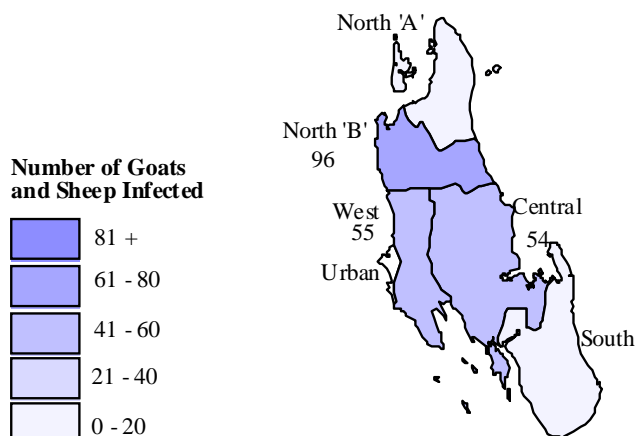 North 'A'
North 'B'
96
Number of Goats
and Sheep Infected
81 +
61 - 80
41 - 60
21 - 40
0 - 20
West
55
Urban
Central
54
South